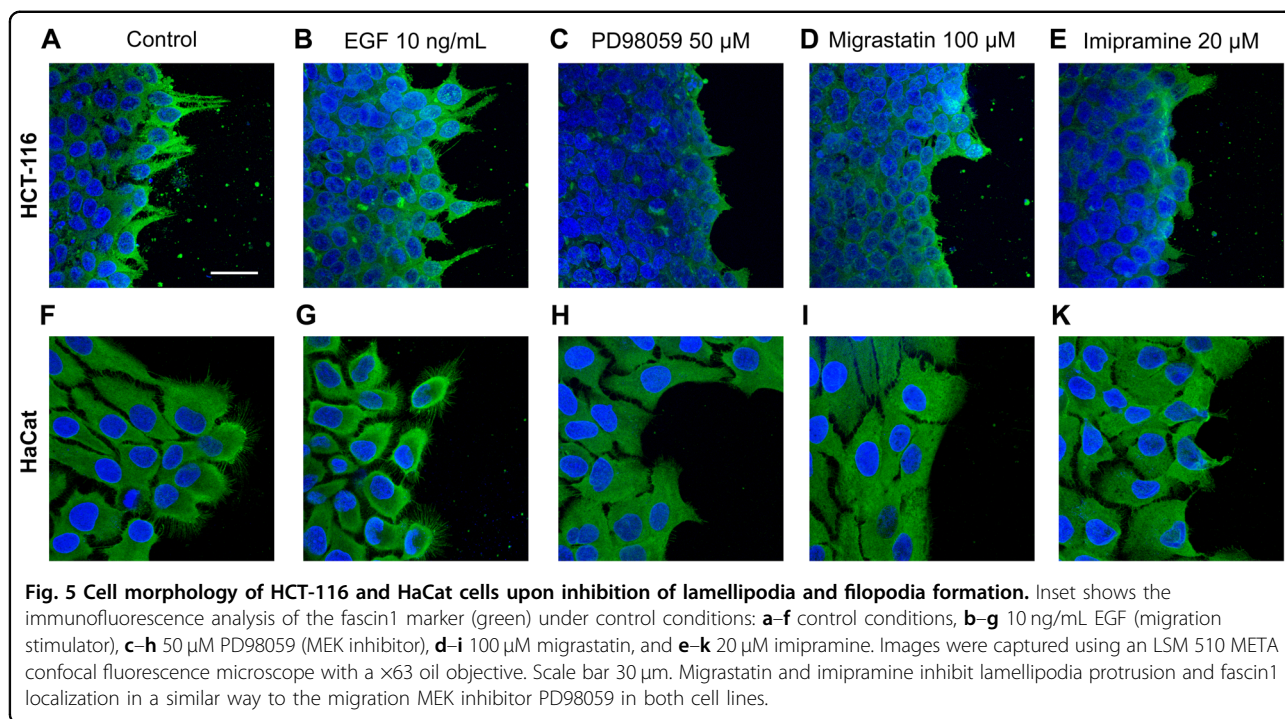 A Control B EGF 10 ng/mL C PD98059 50 µM D Migrastatin 100 µM E Imipramine 20 µM
HCT-116
F G H I K
HaCat
Fig. 5 Cell morphology of HCT-116 and HaCat cells upon inhibition of lamellipodia and filopodia formation. Inset shows the
immunofluorescence analysis of the fascin1 marker (green) under control conditions: a–f control conditions, b–g 10 ng/mL EGF (migration
stimulator), c–h 50 µM PD98059 (MEK inhibitor), d–i 100 µM migrastatin, and e–k 20 µM imipramine. Images were captured using an LSM 510 META
confocal fluorescence microscope with a ×63 oil objective. Scale bar 30 µm. Migrastatin and imipramine inhibit lamellipodia protrusion and fascin1
localization in a similar way to the migration MEK inhibitor PD98059 in both cell lines.